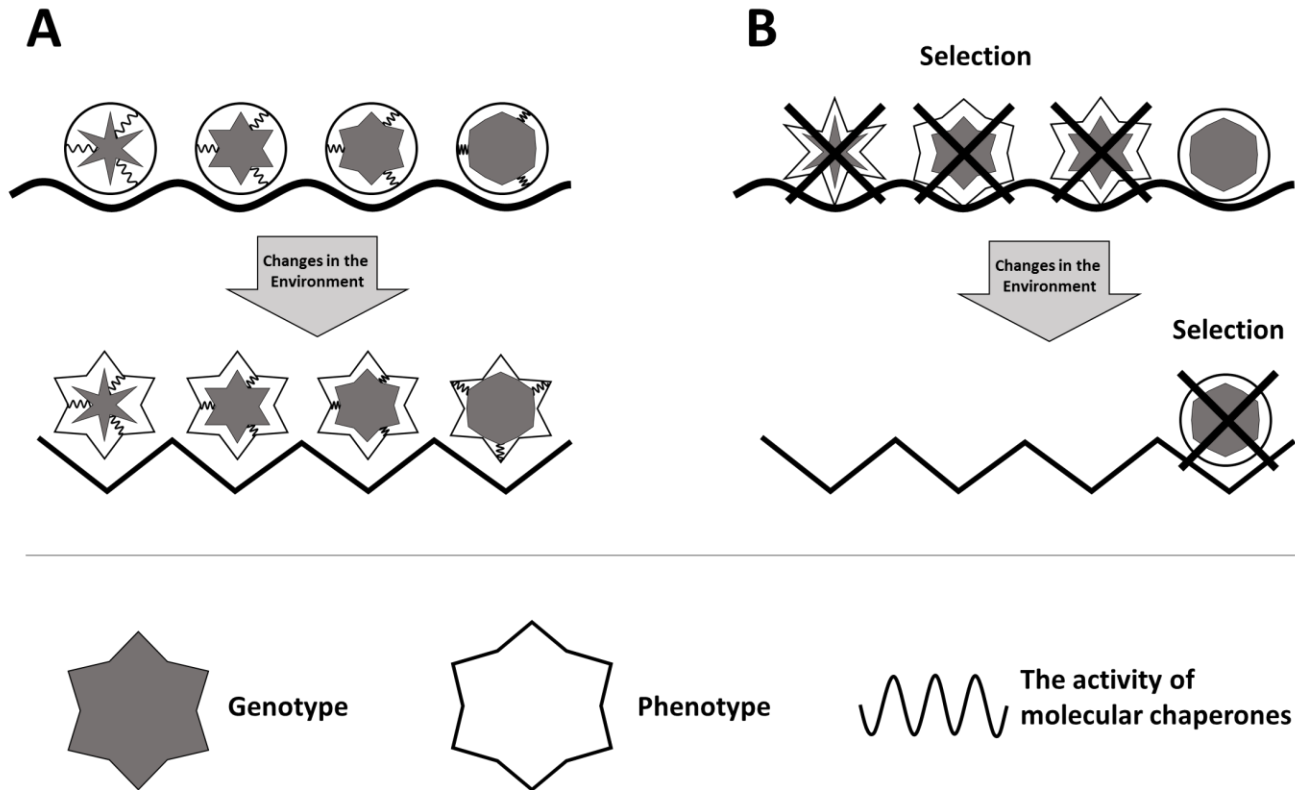 A
B
Selection
Changes in the
Environment
Changes in the
Environment
Selection
Genotype
Phenotype
The activity of
molecular chaperones